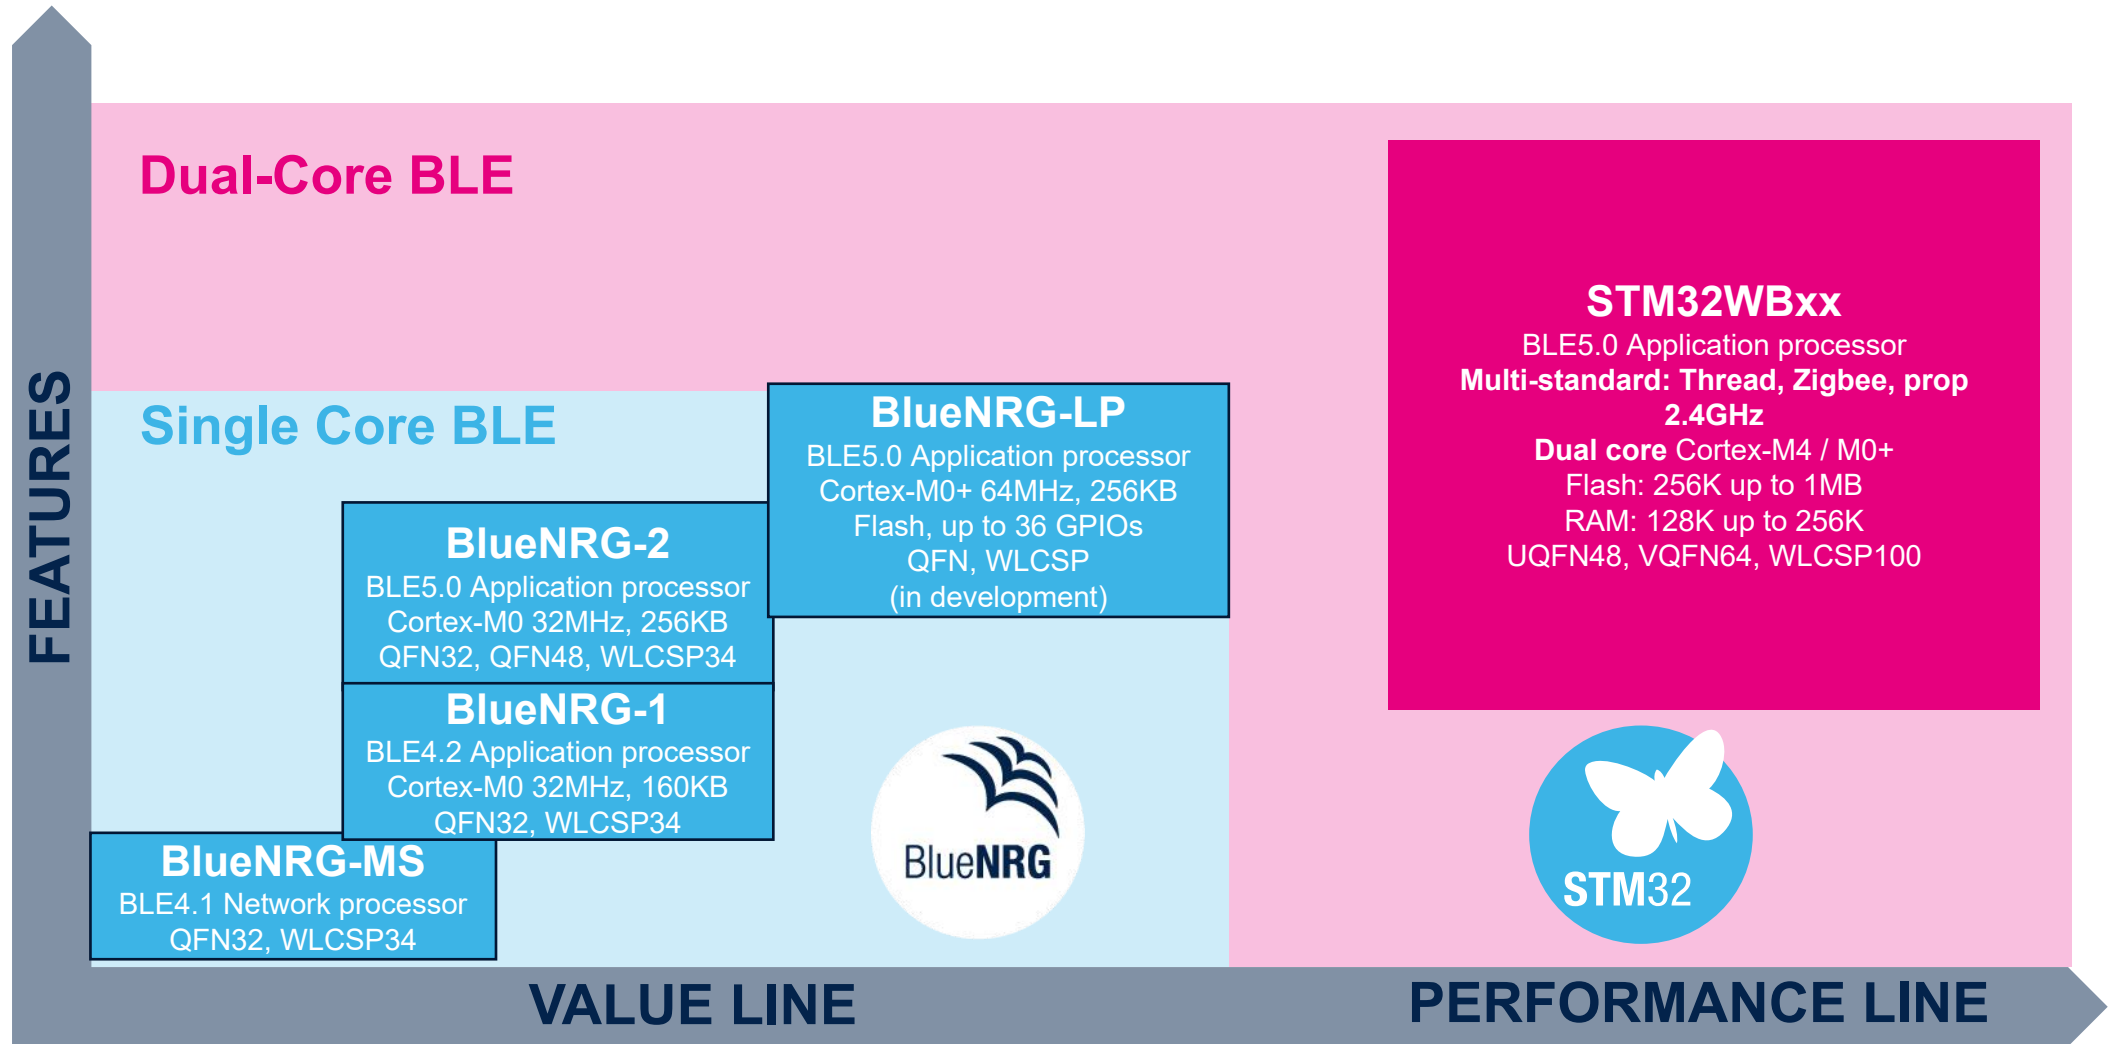 FEATURES
Dual-Core BLE
Single Core BLE
STM32WBxx
BLE5.0 Application processor
Multi-standard: Thread, Zigbee, prop
2.4GHz
Dual core Cortex-M4 / M0+
Flash: 256K up to 1MB
RAM: 128K up to 256K
UQFN48, VQFN64, WLCSP100
BlueNRG-LP
BLE5.0 Application processor
Cortex-M0+ 64MHz, 256KB
Flash, up to 36 GPIOs
QFN, WLCSP
(in development)
BlueNRG-2
BLE5.0 Application processor
Cortex-M0 32MHz, 256KB
QFN32, QFN48, WLCSP34
BlueNRG-1
BLE4.2 Application processor
Cortex-M0 32MHz, 160KB
QFN32, WLCSP34
BlueNRG-MS
BLE4.1 Network processor
QFN32, WLCSP34
BlueNRG
STM32
VALUE LINE
PERFORMANCE LINE